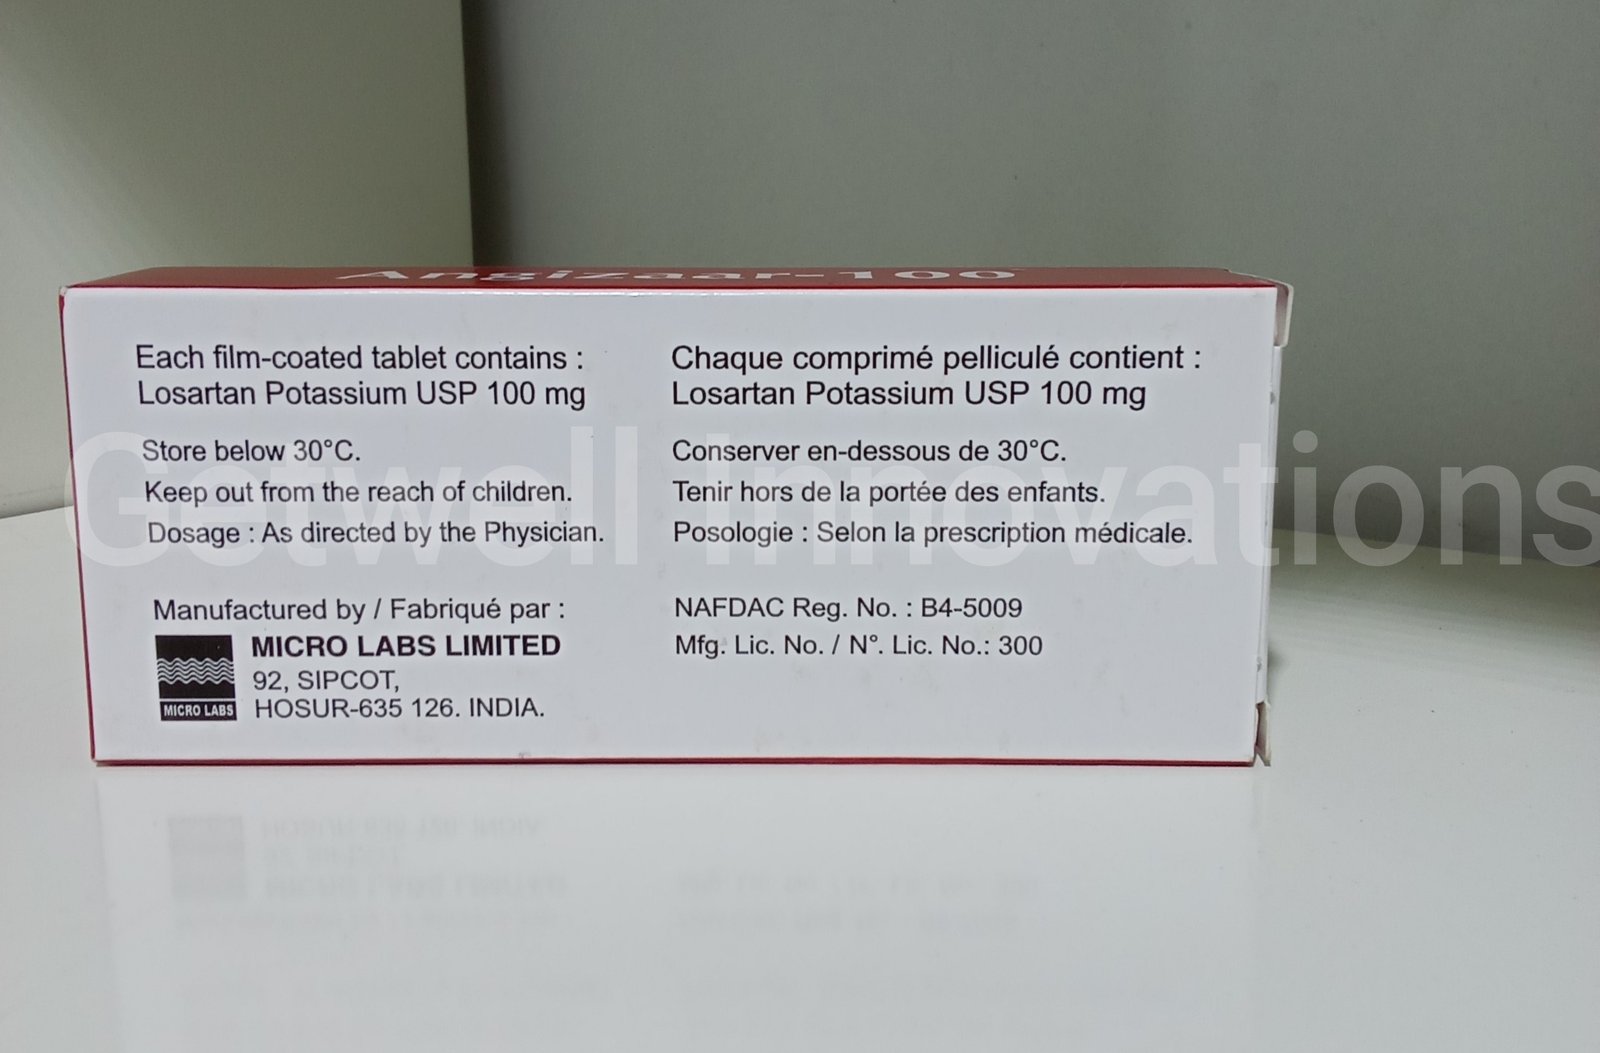 Angizaar-100
Each film-coated tablet contains :
Losartan Potassium USP 100 mg
Store below 30°C.
Keep out from the reach of children.
Dosage : As directed by the Physician.
Manufactured by / Fabriqué par :
MICRO LABS LIMITED
92, SIPCOT,
HOSUR-635 126. INDIA.
MICRO LABS
Chaque comprimé pelliculé contient :
Losartan Potassium USP 100 mg
Conserver en-dessous de 30°C.
Tenir hors de la portée des enfants.
Posologie : Selon la prescription médicale.
NAFDAC Reg. No. : B4-5009
Mfg. Lic. No. / N°. Lic. No.: 300
Getwell Innovations